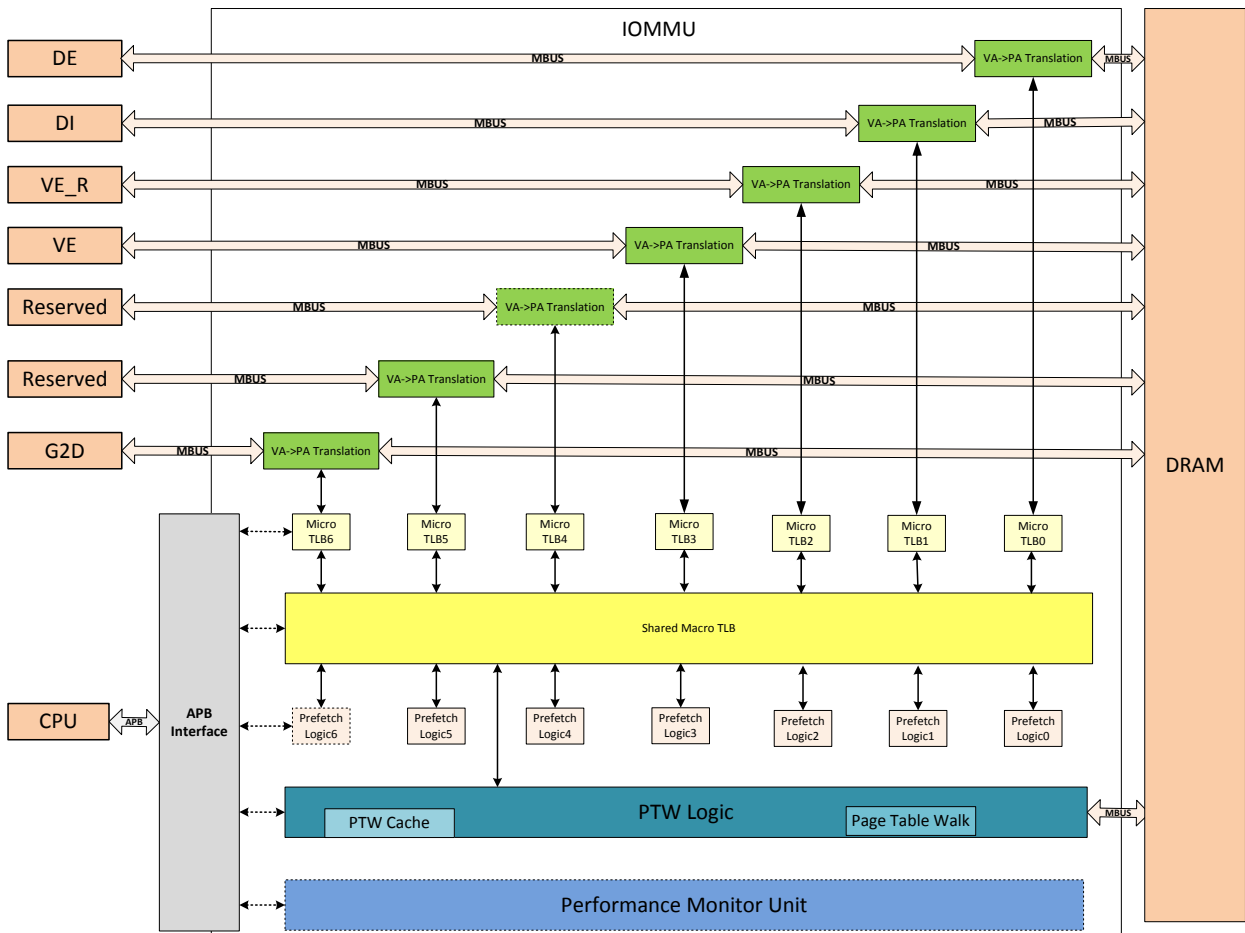 IOMMU
DE
MBUS
VA->PA Translation
MBUS
DI
MBUS
VA->PA Translation
MBUS
VE_R
MBUS
VA->PA Translation
MBUS
VE
MBUS
VA->PA Translation
MBUS
Reserved
MBUS
VA->PA Translation
MBUS
Reserved
MBUS
VA->PA Translation
MBUS
G2D
MBUS
VA->PA Translation
MBUS
DRAM
Micro
TLB6
Micro
TLB5
Micro
TLB4
Micro
TLB3
Micro
TLB2
Micro
TLB1
Micro
TLB0
Shared Macro TLB
CPU
APB
APB
Interface
Prefetch
Logic6
Prefetch
Logic5
Prefetch
Logic4
Prefetch
Logic3
Prefetch
Logic2
Prefetch
Logic1
Prefetch
Logic0
PTW Logic
PTW Cache
Page Table Walk
MBUS
Performance Monitor Unit